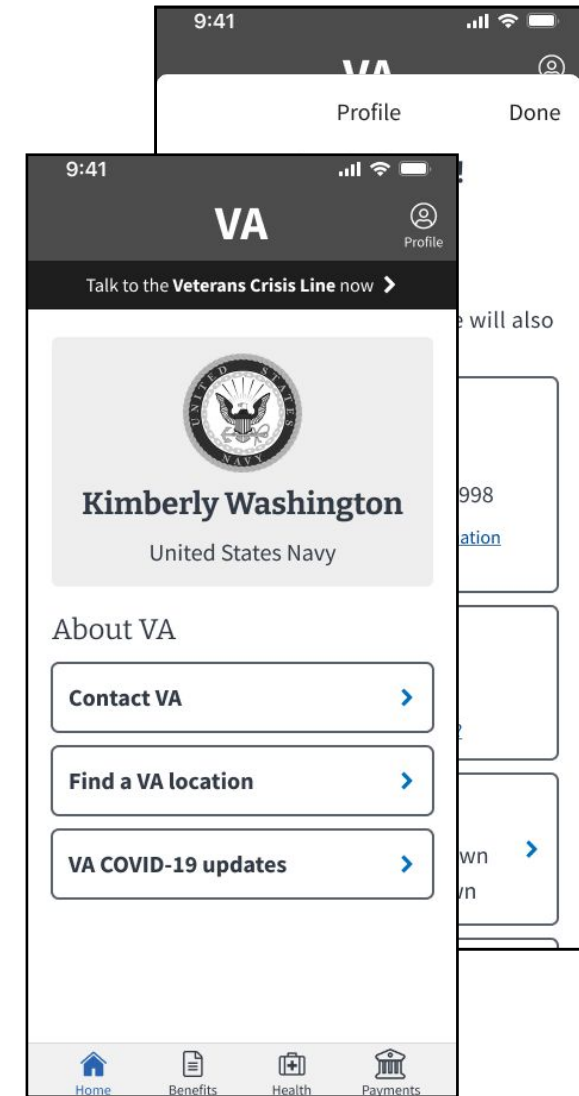 9:41
VA
Profile
Done
!
will also
998
ation
?
wn
vn
9:41
VA
Profile
Talk to the Veterans Crisis Line now
UNITED STATES
NAVY
Kimberly Washington
United States Navy
About VA
Contact VA
Find a VA location
VA COVID-19 updates
Home
Benefits
Health
Payments